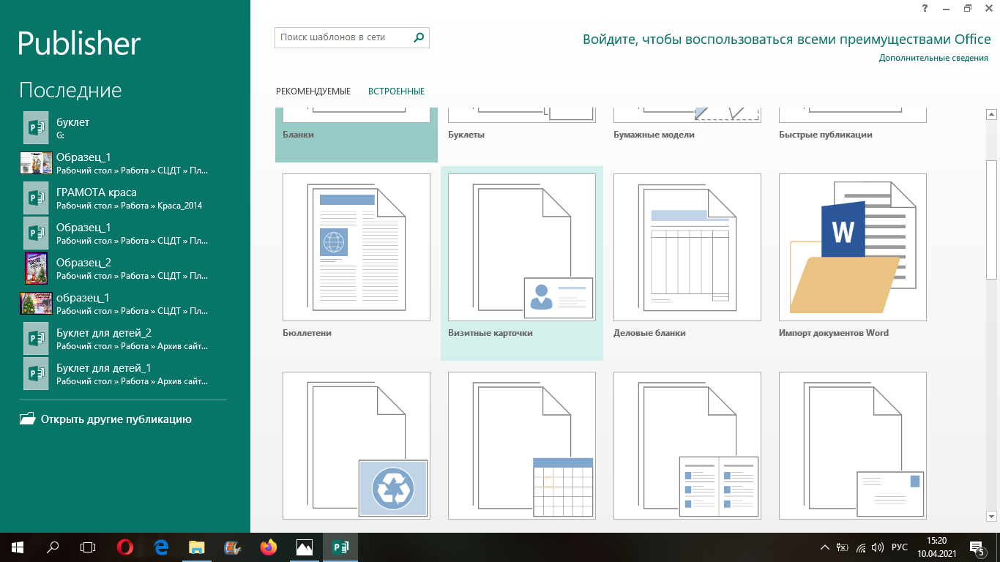 ?
Publisher
Поиск шаблонов в сети
Войдите, чтобы воспользоваться всеми преимуществами Office
Дополнительные сведения
Последние
РЕКОМЕНДУЕМЫЕ
ВСТРОЕННЫЕ
буклет
G:
Образец_1
Рабочий стол » Работа » СЦДТ » Пл...
ГРАМОТА краса
Рабочий стол » Работа » Краса_2014
Образец_1
Рабочий стол » Работа » СЦДТ » Пл...
Образец_2
Рабочий стол » Работа » СЦДТ » Пл...
образец_1
Рабочий стол » Работа » СЦДТ » Пл...
Буклет для детей_2
Рабочий стол » Работа » Архив сайт...
Буклет для детей_1
Рабочий стол » Работа » Архив сайт...
Открыть другие публикацию
Бланки
Буклеты
Бумажные модели
Быстрые публикации
W
Бюллетени
Визитные карточки
Деловые бланки
Импорт документов Word
РУС
15:20
10.04.2021
5